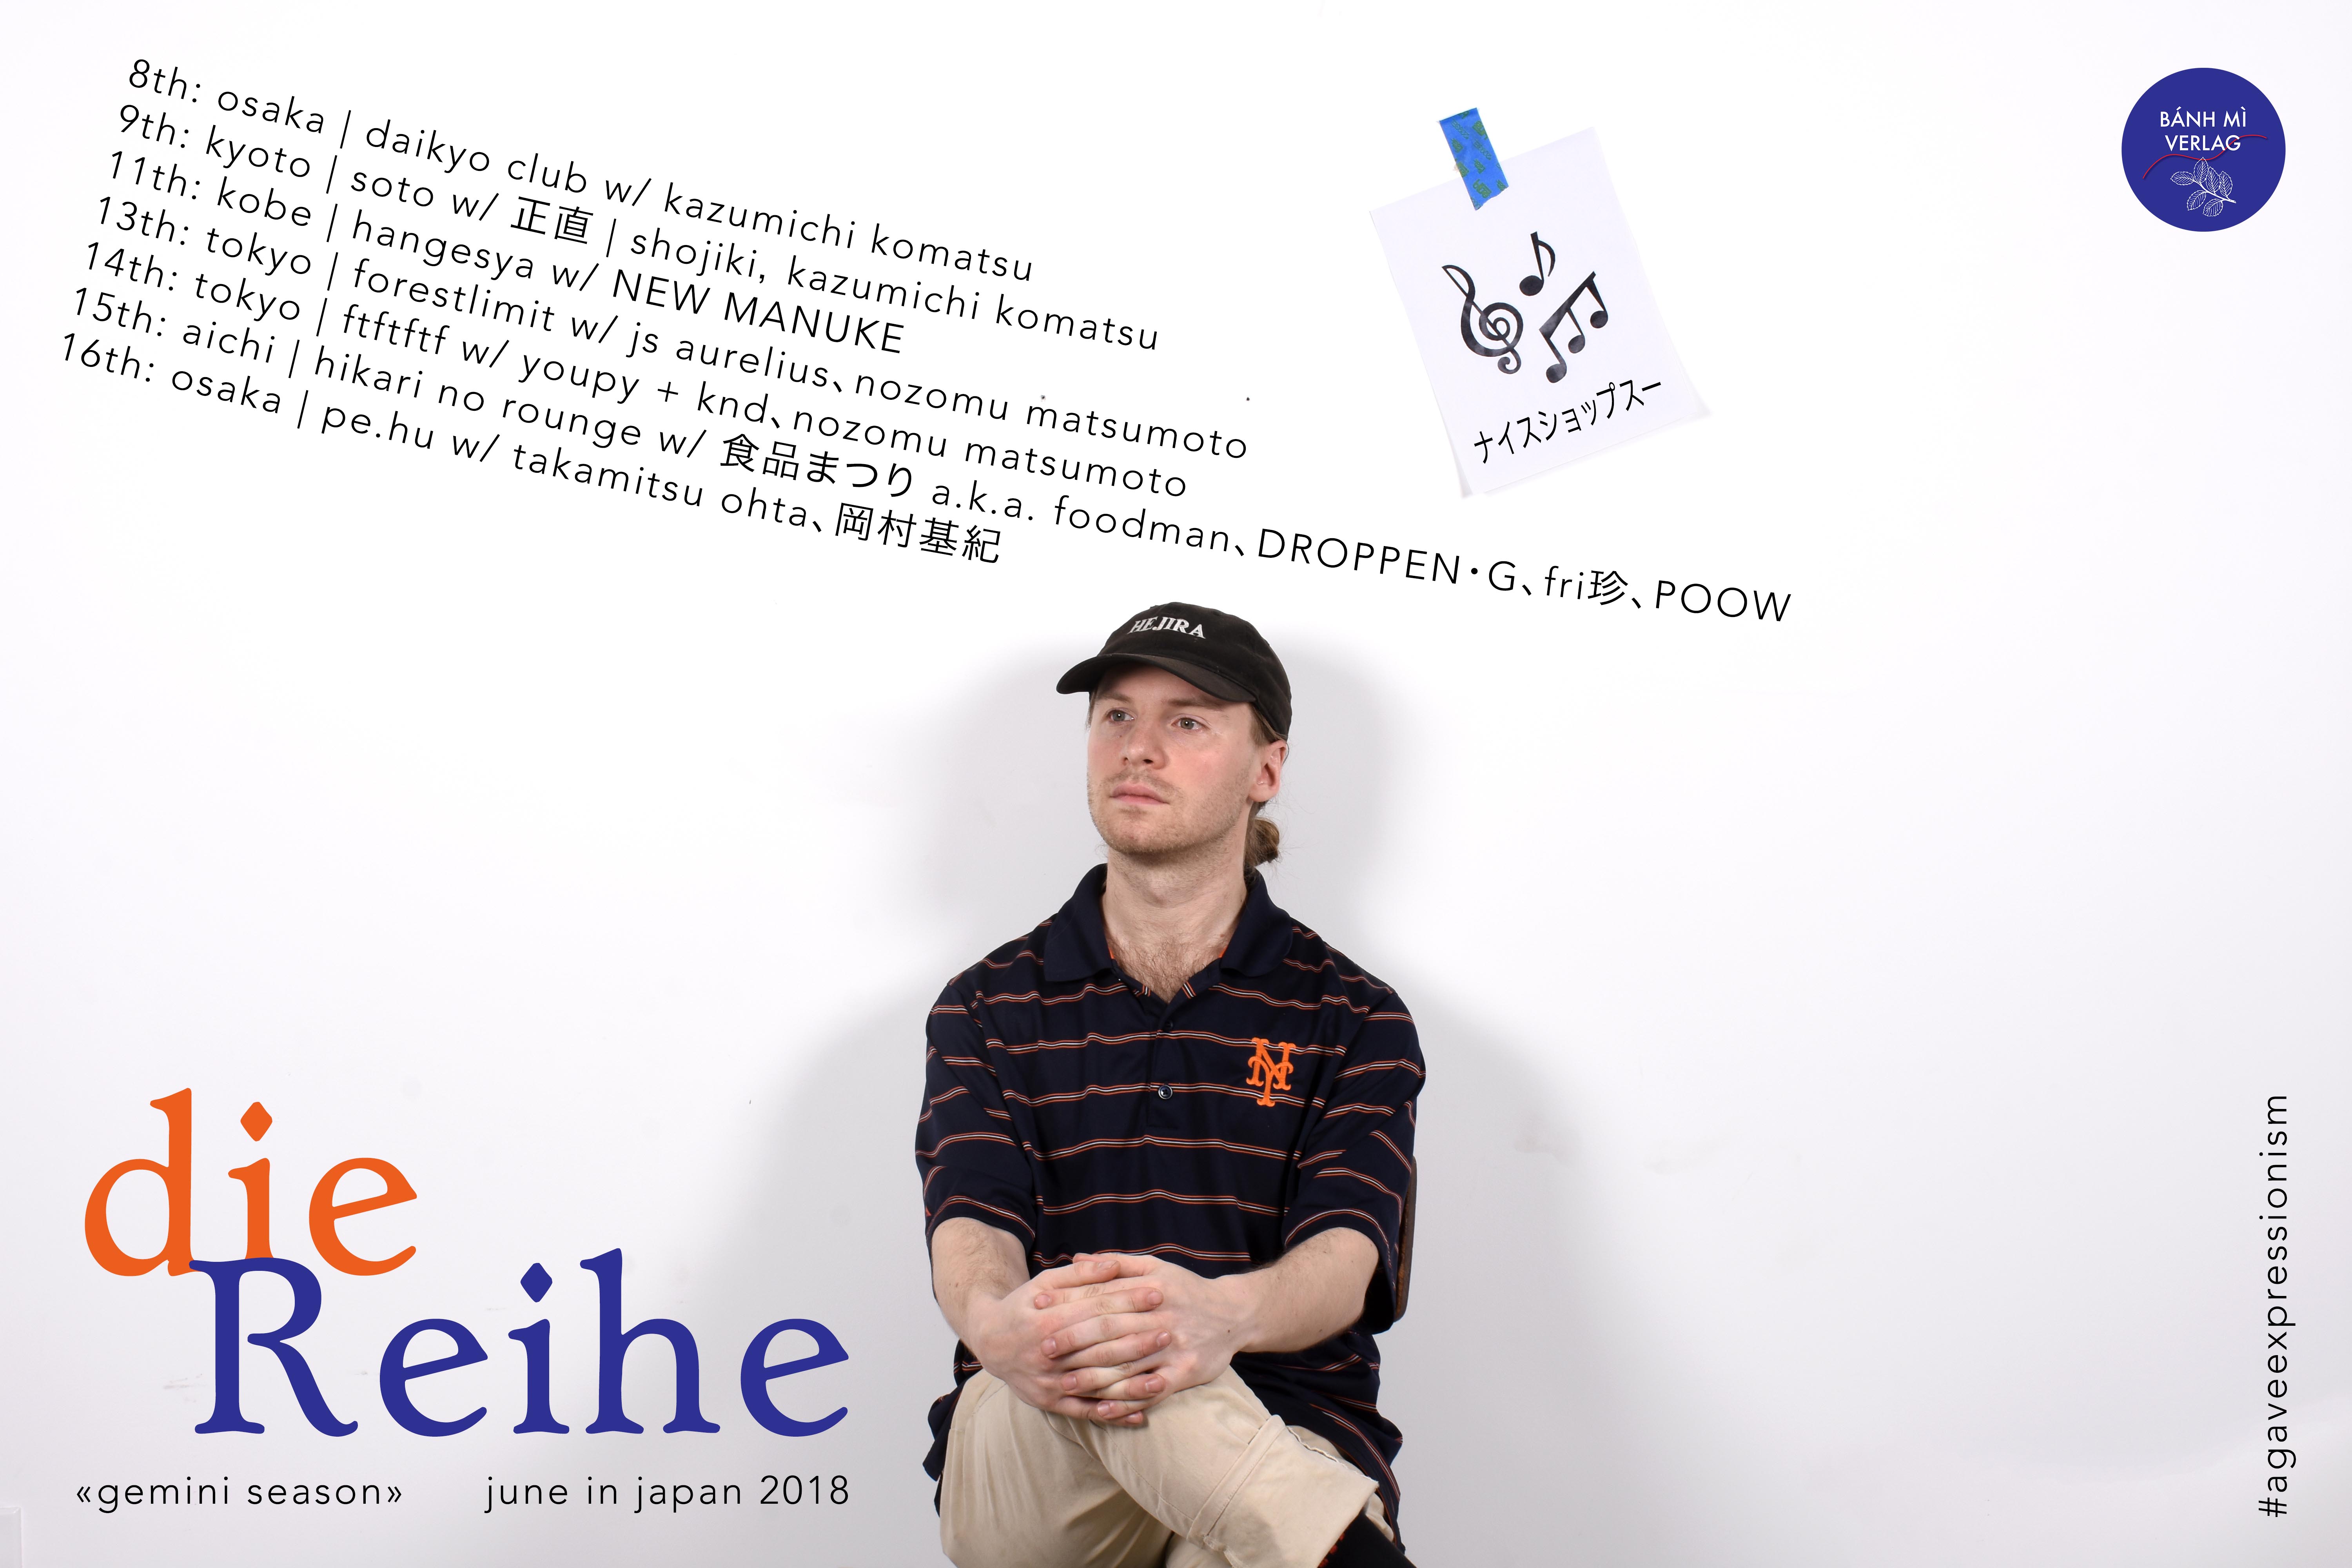 8th: osaka | daikyo club w/ kazumichi komatsu
9th: kyoto | soto w/ 正直 | shojiki, kazumichi komatsu
11th: kobe | hangesya w/ NEW MANUKE
13th: tokyo | forestlimit w/ js aurelius、nozomu matsumoto
14th: tokyo | ftftftf w/ youpy + knd、nozomu matsumoto
15th: aichi | hikari no rounge w/ 食品まつり a.k.a. foodman、DROPPEN・G、fri珍、POOW
16th: osaka | pe.hu w/ takamitsu ohta、岡村基紀
ナイスショップスー
BÁNH MÌ
VERLAG
HEJIRA
NY
die
Reihe
«gemini season» june in japan 2018
#agaveexpressionism